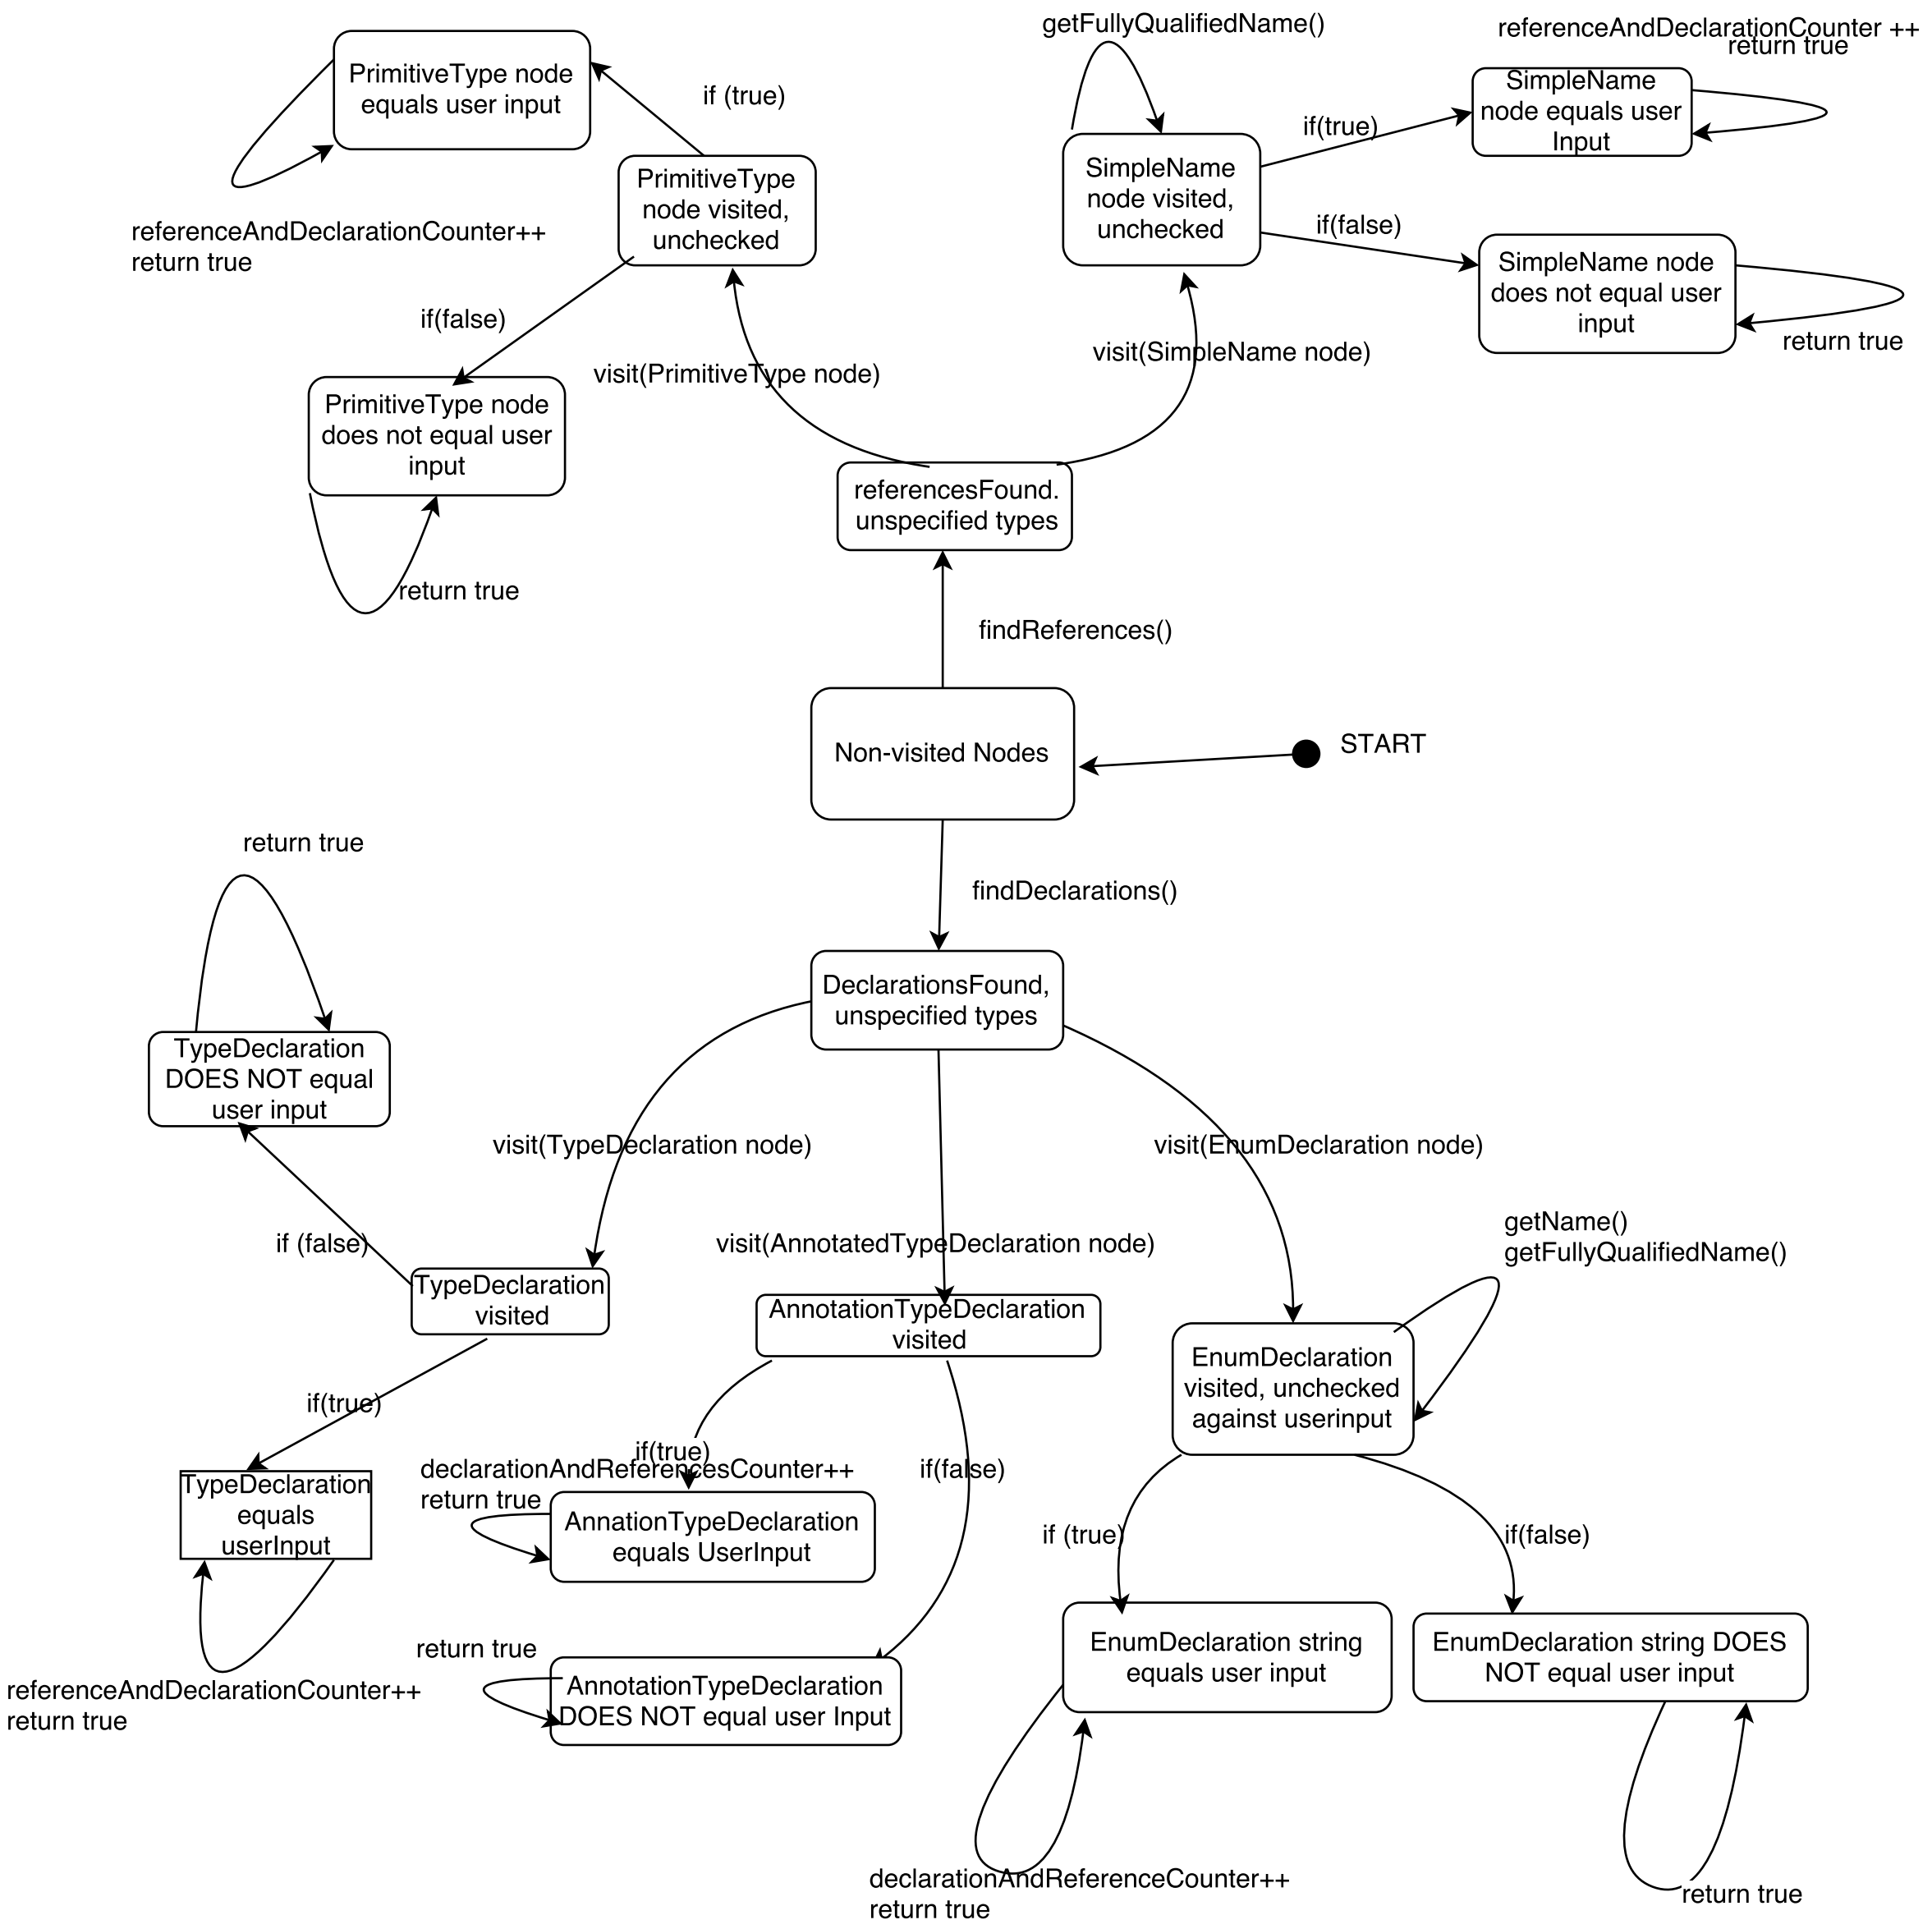 getFullyQualifiedName()
referenceAndDeclarationCounter ++
return true
PrimitiveType node
equals user input
if (true)
SimpleName
node equals user
Input
if(true)
PrimitiveType
node visited,
unchecked
SimpleName
node visited,
unchecked
referenceAndDeclarationCounter++
return true
if(false)
SimpleName node
does not equal user
input
return true
if(false)
visit(PrimitiveType node)
visit(SimpleName node)
PrimitiveType node
does not equal user
input
referencesFound.
unspecified types
return true
findReferences()
Non-visited Nodes
START
return true
findDeclarations()
DeclarationsFound,
unspecified types
TypeDeclaration
DOES NOT equal
user input
visit(TypeDeclaration node)
visit(EnumDeclaration node)
if (false)
visit(AnnotatedTypeDeclaration node)
getName()
getFullyQualifiedName()
TypeDeclaration
visited
AnnotationTypeDeclaration
visited
EnumDeclaration
visited, unchecked
against userinput
if(true)
if(true)
declarationAndReferencesCounter++
return true
if(false)
TypeDeclaration
equals
userInput
AnnationTypeDeclaration
equals UserInput
if (true)
if(false)
return true
EnumDeclaration string
equals user input
EnumDeclaration string DOES
NOT equal user input
referenceAndDeclarationCounter++
return true
AnnotationTypeDeclaration
DOES NOT equal user Input
declarationAndReferenceCounter++
return true
return true